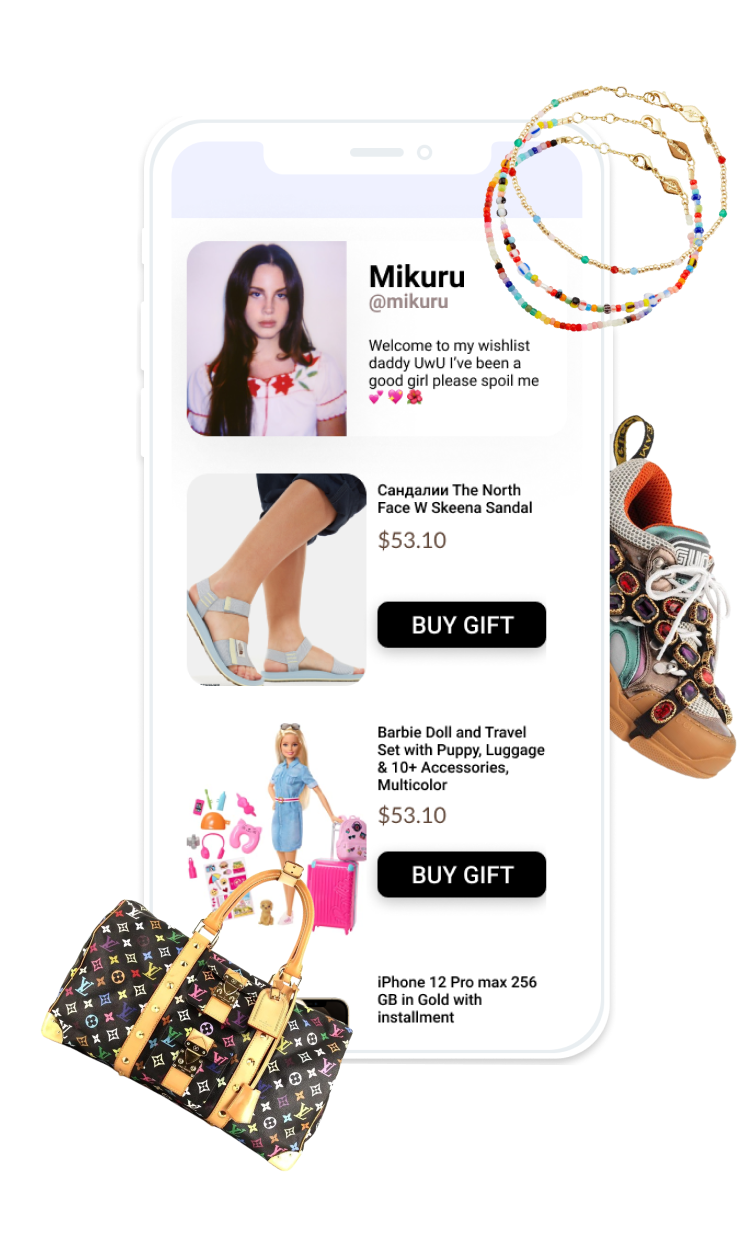 Mikuru
@mikuru
Welcome to my wishlist
daddy UwU I’ve been a
good girl please spoil me
💕 💖 🌺
Сандалии The North
Face W Skeena Sandal
$53.10
BUY GIFT
Barbie Doll and Travel
Set with Puppy, Luggage
& 10+ Accessories,
Multicolor
$53.10
BUY GIFT
iPhone 12 Pro max 256
GB in Gold with
installment